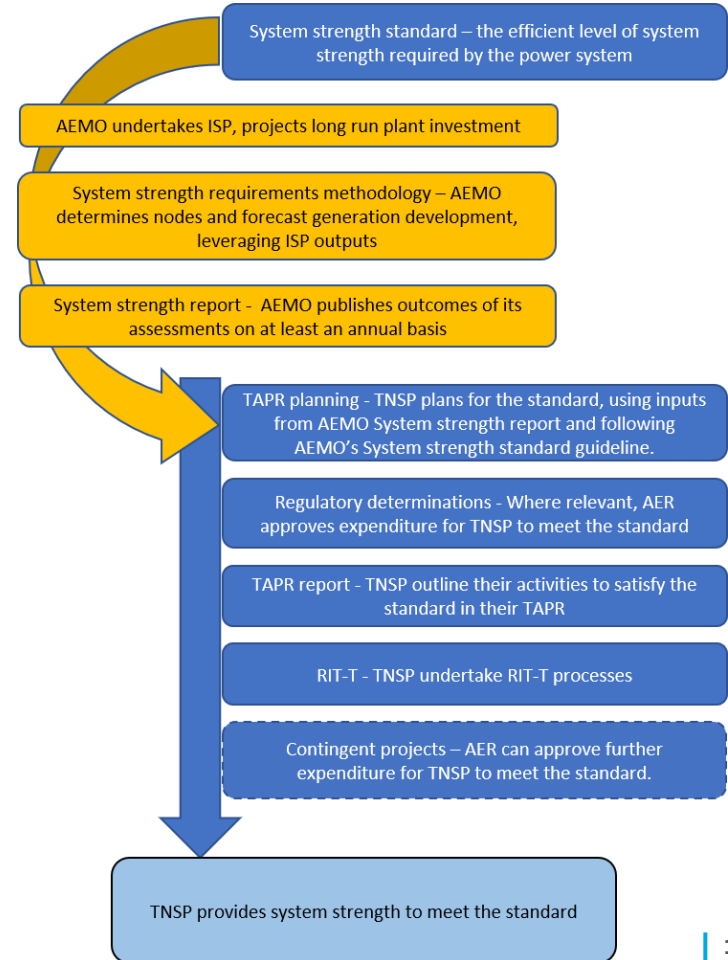 System strength standard – the efficient level of system
strength required by the power system
AEMO undertakes ISP, projects long run plant investment
System strength requirements methodology – AEMO
determines nodes and forecast generation development,
leveraging ISP outputs
System strength report - AEMO publishes outcomes of its
assessments on at least an annual basis
TAPR planning - TNSP plans for the standard, using inputs
from AEMO System strength report and following
AEMO's System strength standard guideline.
Regulatory determinations - Where relevant, AER
approves expenditure for TNSP to meet the standard
TAPR report - TNSP outline their activities to satisfy the
standard in their TAPR
RIT-T - TNSP undertake RIT-T processes
Contingent projects – AER can approve further
expenditure for TNSP to meet the standard.
TNSP provides system strength to meet the standard